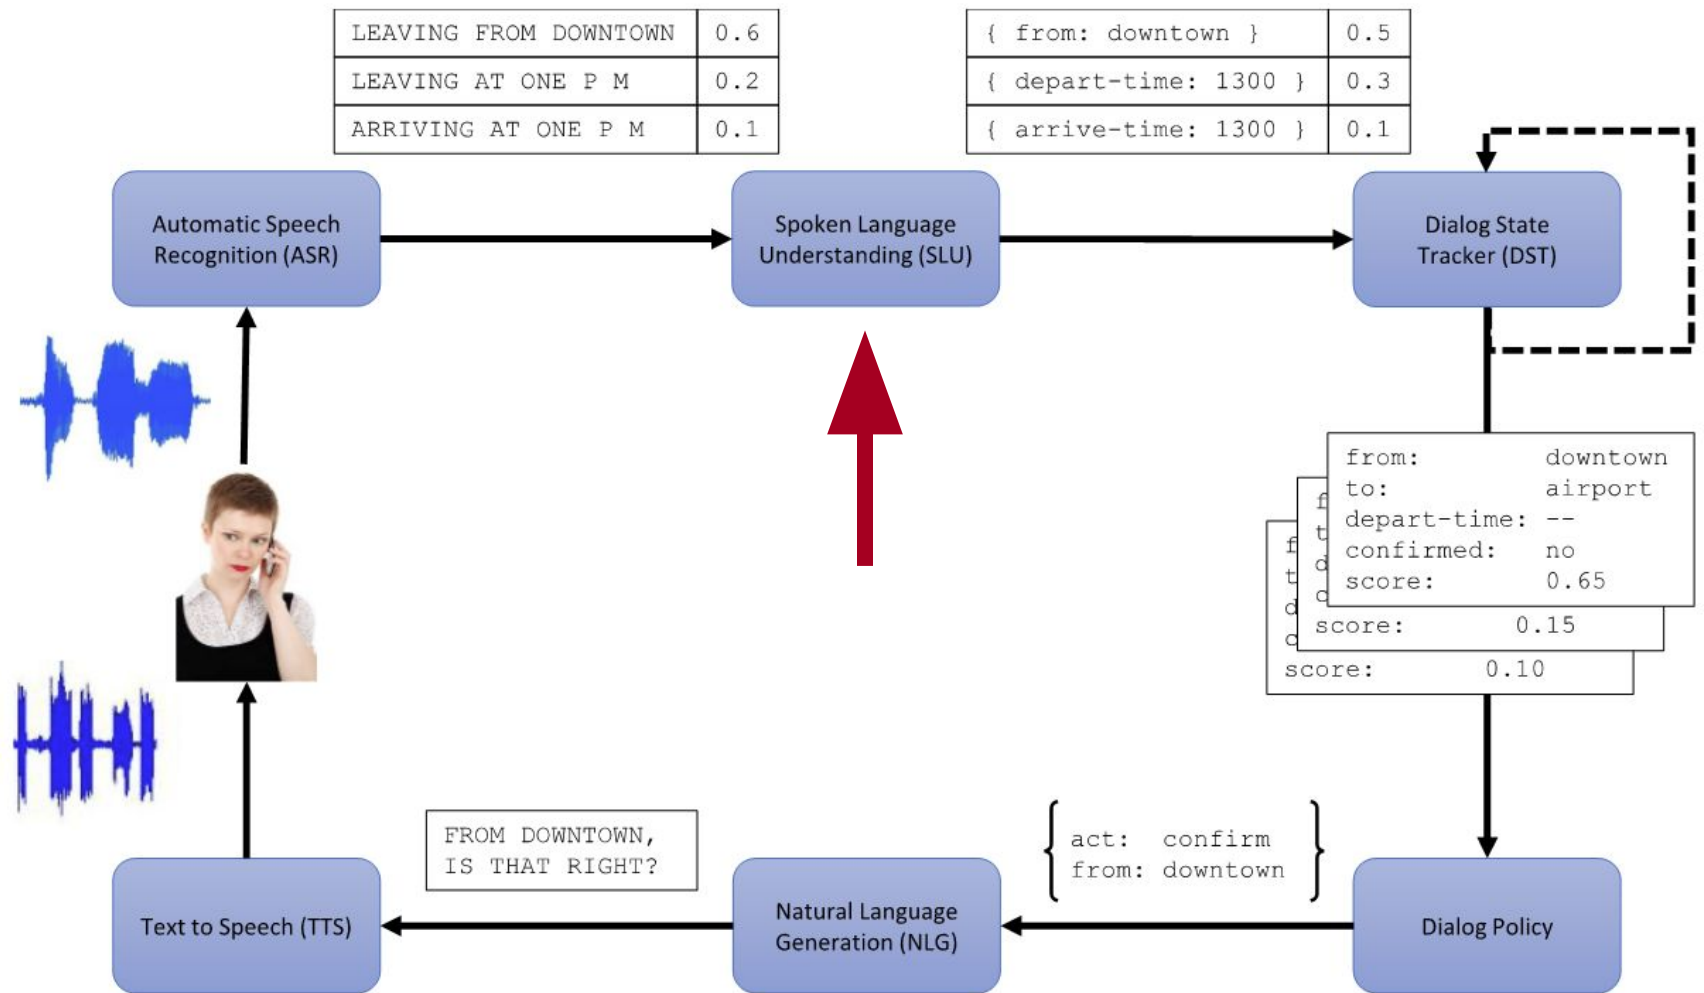 LEAVING FROM DOWNTOWN 0.6
LEAVING AT ONE P M 0.2
ARRIVING AT ONE P M 0.1
{ from: downtown } 0.5
{ depart-time: 1300 } 0.3
{ arrive-time: 1300 } 0.1
Automatic Speech
Recognition (ASR)
Spoken Language
Understanding (SLU)
Dialog State
Tracker (DST)
from: downtown
to: airport
depart-time: --
confirmed: no
score: 0.65
f
t
d
c
score: 0.15
f
t
d
c
score: 0.10
act: confirm
from: downtown
FROM DOWNTOWN,
IS THAT RIGHT?
Text to Speech (TTS)
Natural Language
Generation (NLG)
Dialog Policy